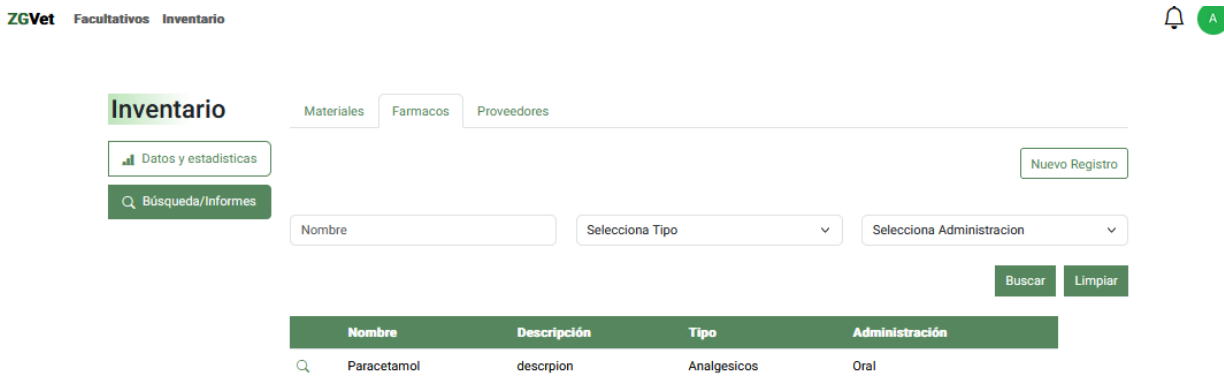 ZGVet Facultativos Inventario
A
Inventario
Materiales Farmacos Proveedores
Datos y estadisticas
Nuevo Registro
Búsqueda/Informes
Nombre Selecciona Tipo Selecciona Administracion
Buscar Limpiar
Nombre Descripción Tipo Administración
Paracetamol descrpion Analgesicos Oral